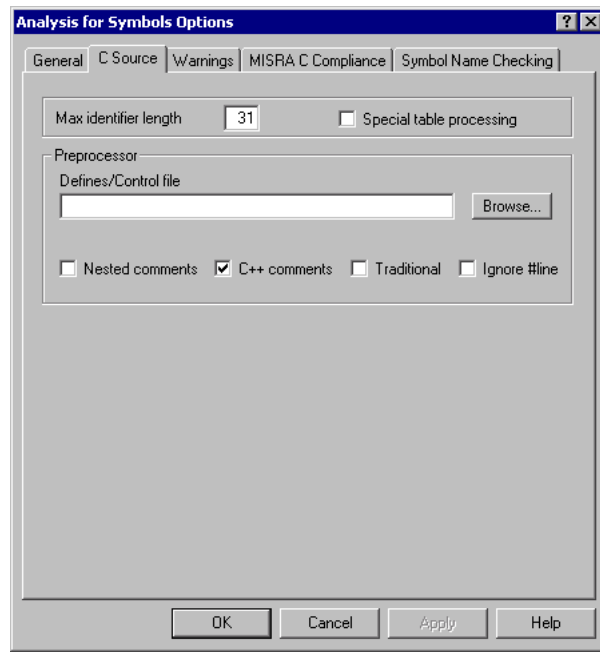 Analysis for Symbols Options
General C Source Warnings MISRA C Compliance Symbol Name Checking
Max identifier length 31 Special table processing
Preprocessor
Defines/Control file
Browse...
Nested comments C++ comments Traditional Ignore #line
OK Cancel Apply Help